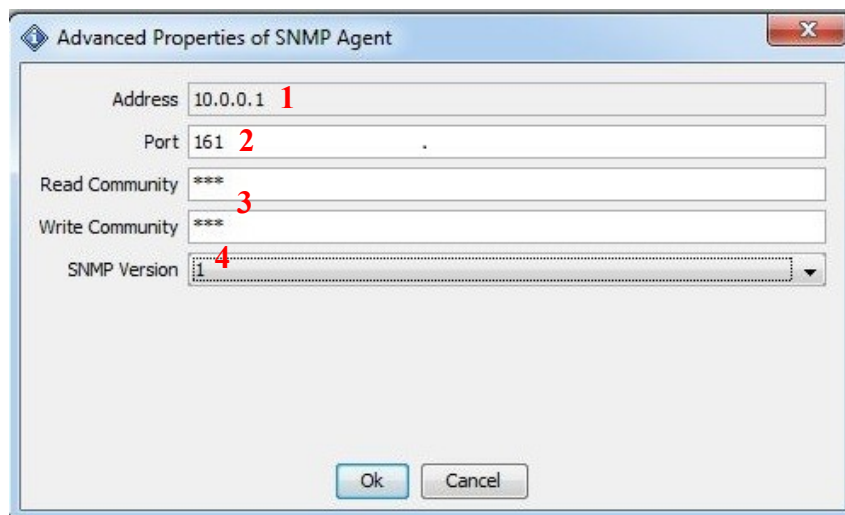 Advanced Properties of SNMP Agent
Address 10.0.0.1 1
Port 161 2 .
Read Community ***
3
Write Community ***
SNMP Version 1 4
Ok Cancel